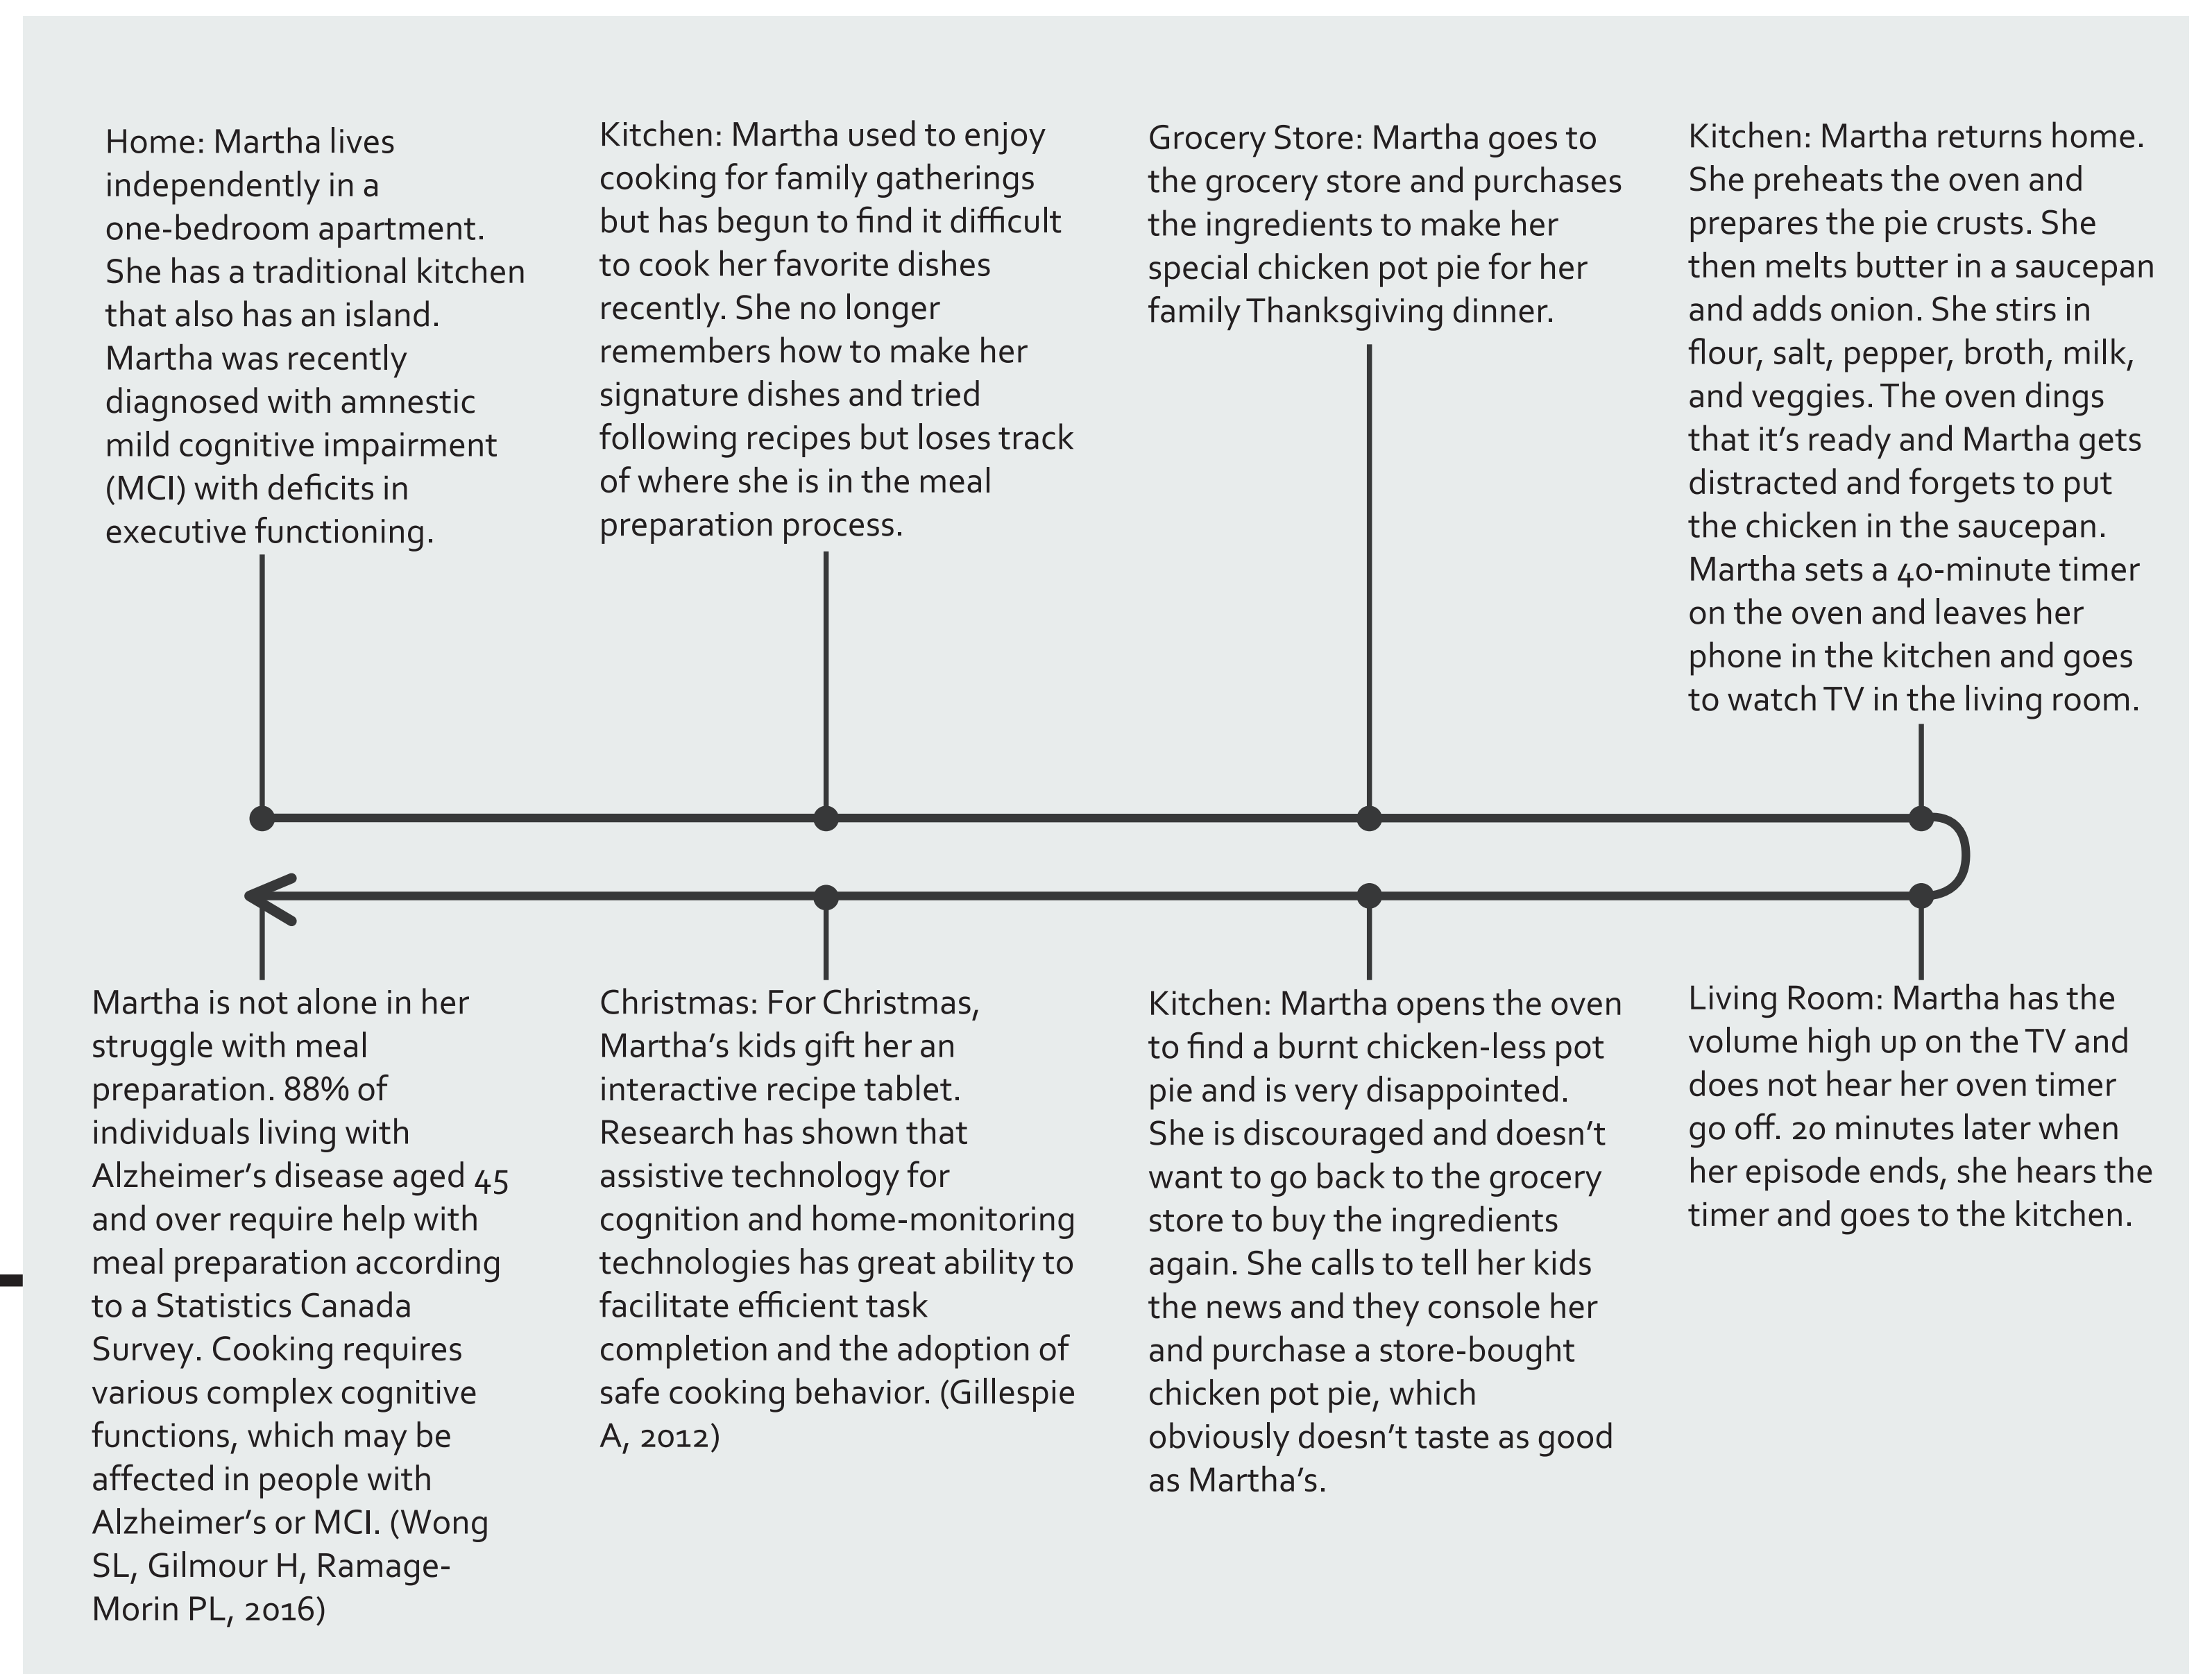 Home: Martha lives
independently in a
one-bedroom apartment.
She has a traditional kitchen
that also has an island.
Martha was recently
diagnosed with amnestic
mild cognitive impairment
(MCI) with deficits in
executive functioning.
Kitchen: Martha used to enjoy
cooking for family gatherings
but has begun to find it difficult
to cook her favorite dishes
recently. She no longer
remembers how to make her
signature dishes and tried
following recipes but loses track
of where she is in the meal
preparation process.
Grocery Store: Martha goes to
the grocery store and purchases
the ingredients to make her
special chicken pot pie for her
family Thanksgiving dinner.
Kitchen: Martha returns home.
She preheats the oven and
prepares the pie crusts. She
then melts butter in a saucepan
and adds onion. She stirs in
flour, salt, pepper, broth, milk,
and veggies. The oven dings
that it's ready and Martha gets
distracted and forgets to put
the chicken in the saucepan.
Martha sets a 40-minute timer
on the oven and leaves her
phone in the kitchen and goes
to watch TV in the living room.
Living Room: Martha has the
volume high up on the TV and
does not hear her oven timer
go off. 20 minutes later when
her episode ends, she hears the
timer and goes to the kitchen.
Kitchen: Martha opens the oven
to find a burnt chicken-less pot
pie and is very disappointed.
She is discouraged and doesn't
want to go back to the grocery
store to buy the ingredients
again. She calls to tell her kids
the news and they console her
and purchase a store-bought
chicken pot pie, which
obviously doesn't taste as good
as Martha's.
Christmas: For Christmas,
Martha's kids gift her an
interactive recipe tablet.
Research has shown that
assistive technology for
cognition and home-monitoring
technologies has great ability to
facilitate efficient task
completion and the adoption of
safe cooking behavior. (Gillespie
A, 2012)
Martha is not alone in her
struggle with meal
preparation. 88% of
individuals living with
Alzheimer's disease aged 45
and over require help with
meal preparation according
to a Statistics Canada
Survey. Cooking requires
various complex cognitive
functions, which may be
affected in people with
Alzheimer's or MCI. (Wong
SL, Gilmour H, Ramage-
Morin PL, 2016)